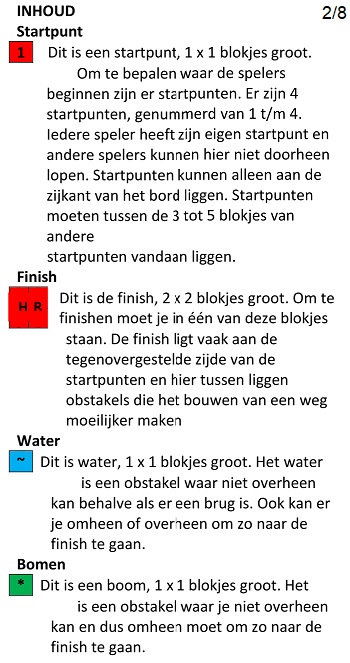 INHOUD 2/8
Startpunt
1 Dit is een startpunt, 1 x 1 blokjes groot.
Om te bepalen waar de spelers
beginnen zijn er startpunten. Er zijn 4
startpunten, genummerd van 1 t/m 4.
Iedere speler heeft zijn eigen startpunt en
andere spelers kunnen hier niet doorheen
lopen. Startpunten kunnen alleen aan de
zijkant van het bord liggen. Startpunten
moeten tussen de 3 tot 5 blokjes van
andere
startpunten vandaan liggen.
Finish
H R Dit is de finish, 2 x 2 blokjes groot. Om te
finishen moet je in één van deze blokjes
staan. De finish ligt vaak aan de
tegenovergestelde zijde van de
startpunten en hier tussen liggen
obstakels die het bouwen van een weg
moeilijker maken
Water
~ Dit is water, 1 x 1 blokjes groot. Het water
is een obstakel waar niet overheen
kan behalve als er een brug is. Ook kan er
je omheen of overheen om zo naar de
finish te gaan.
Bomen
* Dit is een boom, 1 x 1 blokjes groot. Het
is een obstakel waar je niet overheen
kan en dus omheen moet om zo naar de
finish te gaan.